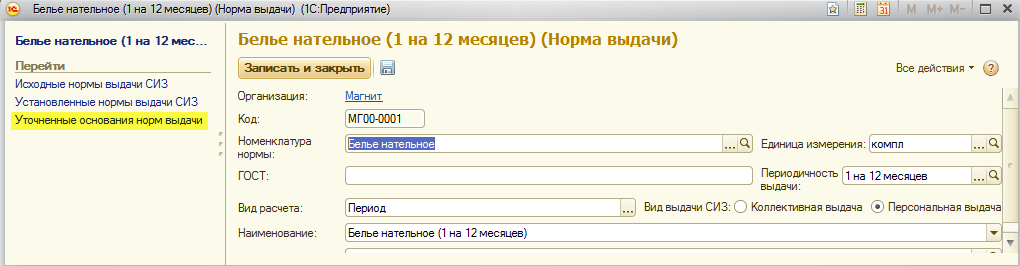 Белье нательное (1 на 12 месяцев) (Норма выдачи) (1С:Предприятие)
M M+ M-
Белье нательное (1 на 12 мес...
Перейти
Исходные нормы выдачи СИЗ
Установленные нормы выдачи СИЗ
Уточненные основания норм выдачи
Белье нательное (1 на 12 месяцев) (Норма выдачи)
Записать и закрыть
Все действия
Организация: Магнит
Код: МГ00-0001
Номенклатура нормы: Белье нательное ... Единица измерения: компл ...
ГОСТ: Периодичность выдачи: 1 на 12 месяцев ...
Вид расчета: Период ... Вид выдачи СИЗ: Коллективная выдача Персональная выдача
Наименование: Белье нательное (1 на 12 месяцев)